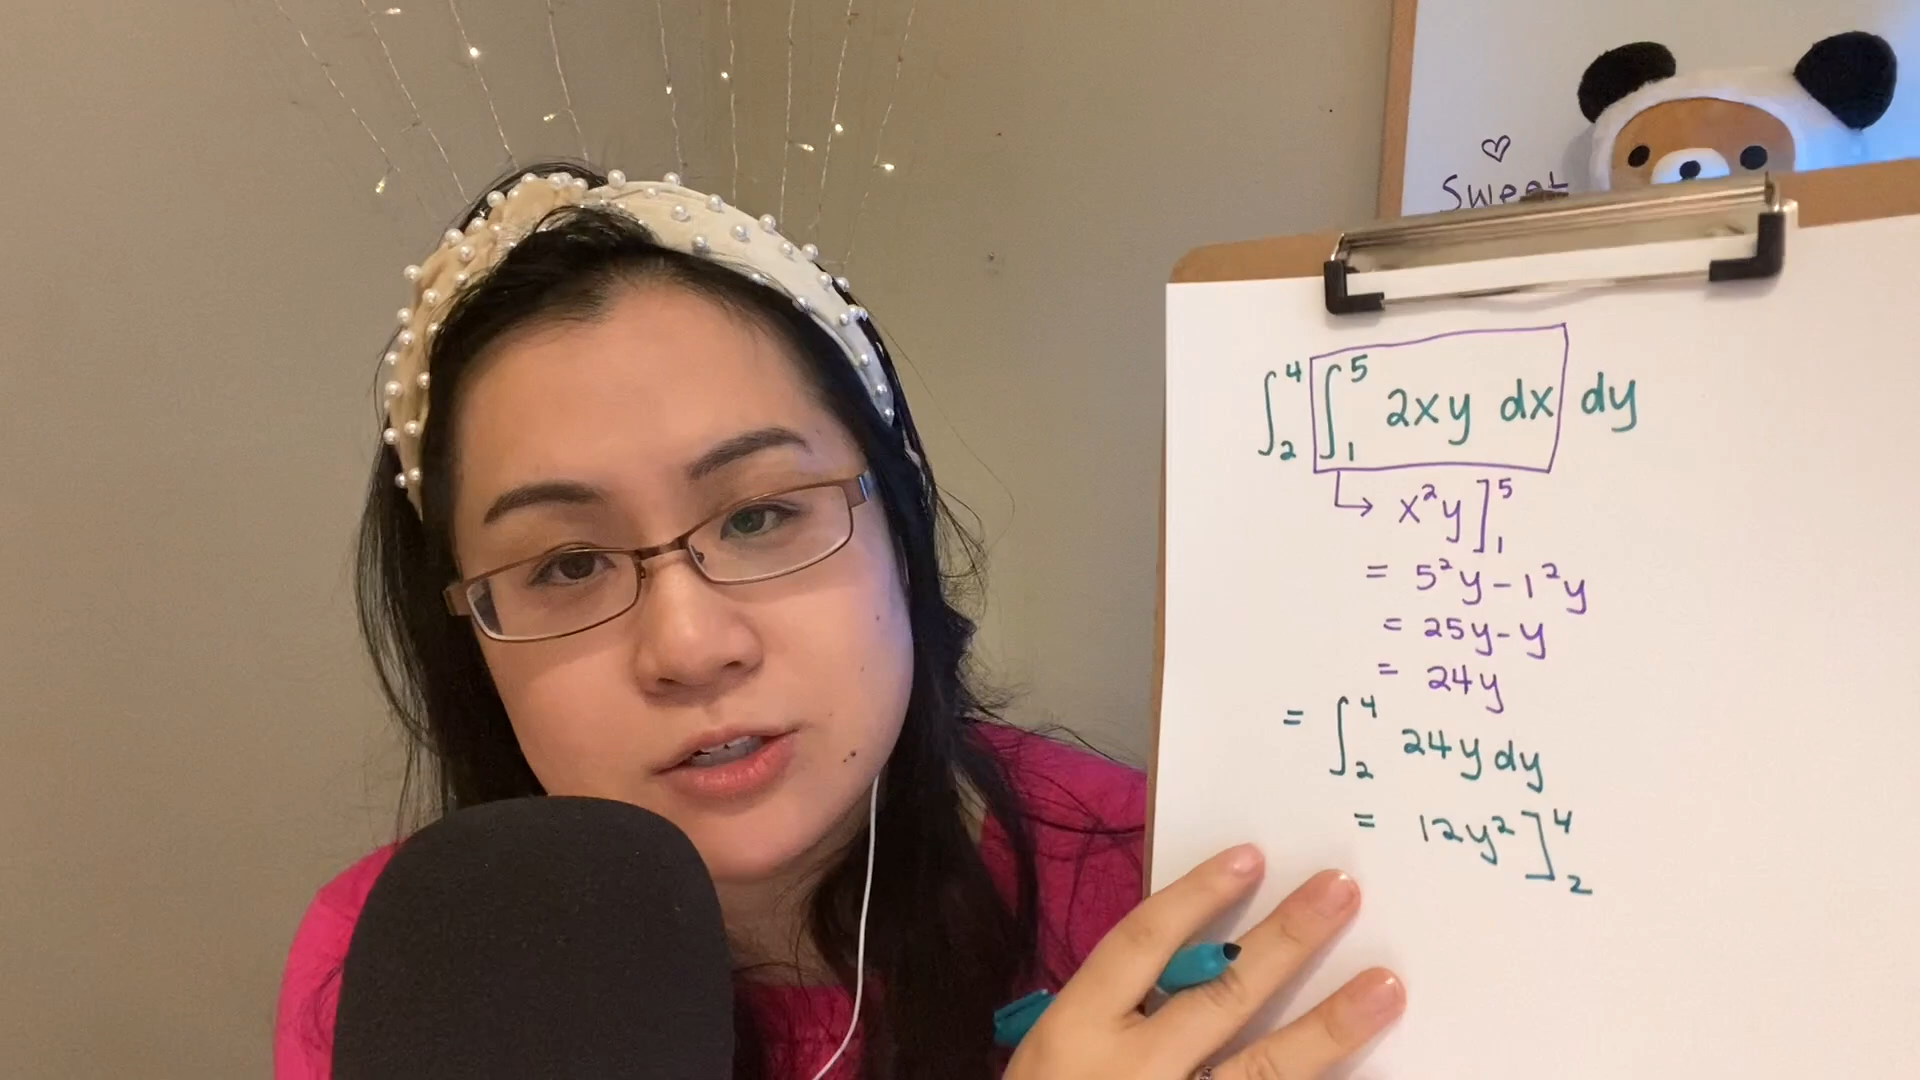 ♡
Sweet
∫₂⁴ ∫₁⁵ 2xy dx dy
↳ x²y]₁⁵
= 5²y - 1²y
= 25y - y
= 24y
= ∫₂⁴ 24y dy
= 12y²]₂⁴